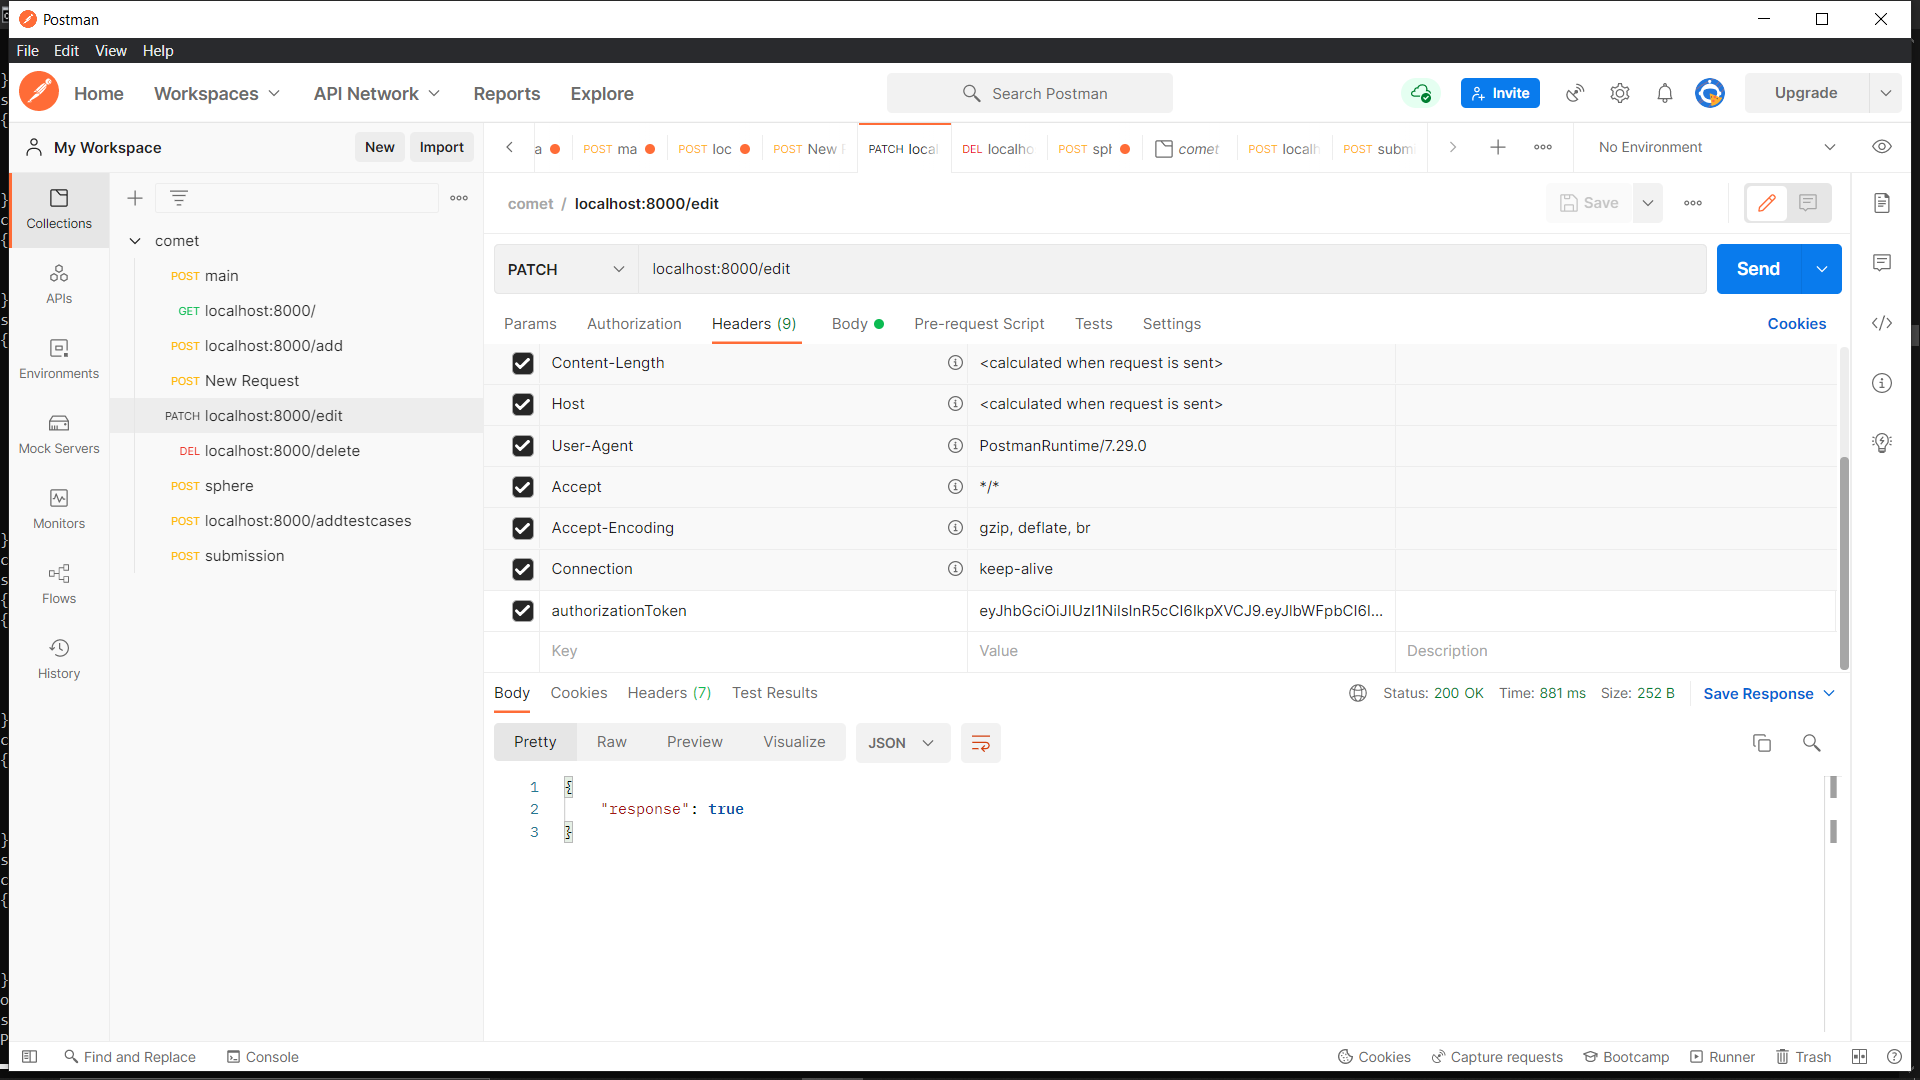 Postman
File Edit View Help
Home Workspaces API Network Reports Explore Search Postman Invite Upgrade
My Workspace New Import
a POST ma POST loc POST New PATCH local DEL localho POST sph comet POST localh POST submi No Environment
Collections
APIs
Environments
Mock Servers
Monitors
Flows
History
comet
POST main
GET localhost:8000/
POST localhost:8000/add
POST New Request
PATCH localhost:8000/edit
DEL localhost:8000/delete
POST sphere
POST localhost:8000/addtestcases
POST submission
comet / localhost:8000/edit Save
PATCH localhost:8000/edit Send
Params Authorization Headers (9) Body Pre-request Script Tests Settings Cookies
Content-Length <calculated when request is sent>
Host <calculated when request is sent>
User-Agent PostmanRuntime/7.29.0
Accept */*
Accept-Encoding gzip, deflate, br
Connection keep-alive
authorizationToken eyJhbGciOiJIUzI1NiIsInR5cCI6IkpXVCJ9.eyJlbWFpbCI6I...
Key Value Description
Body Cookies Headers (7) Test Results Status: 200 OK Time: 881 ms Size: 252 B Save Response
Pretty Raw Preview Visualize JSON
1 {
2 "response": true
3 }
Find and Replace Console Cookies Capture requests Bootcamp Runner Trash